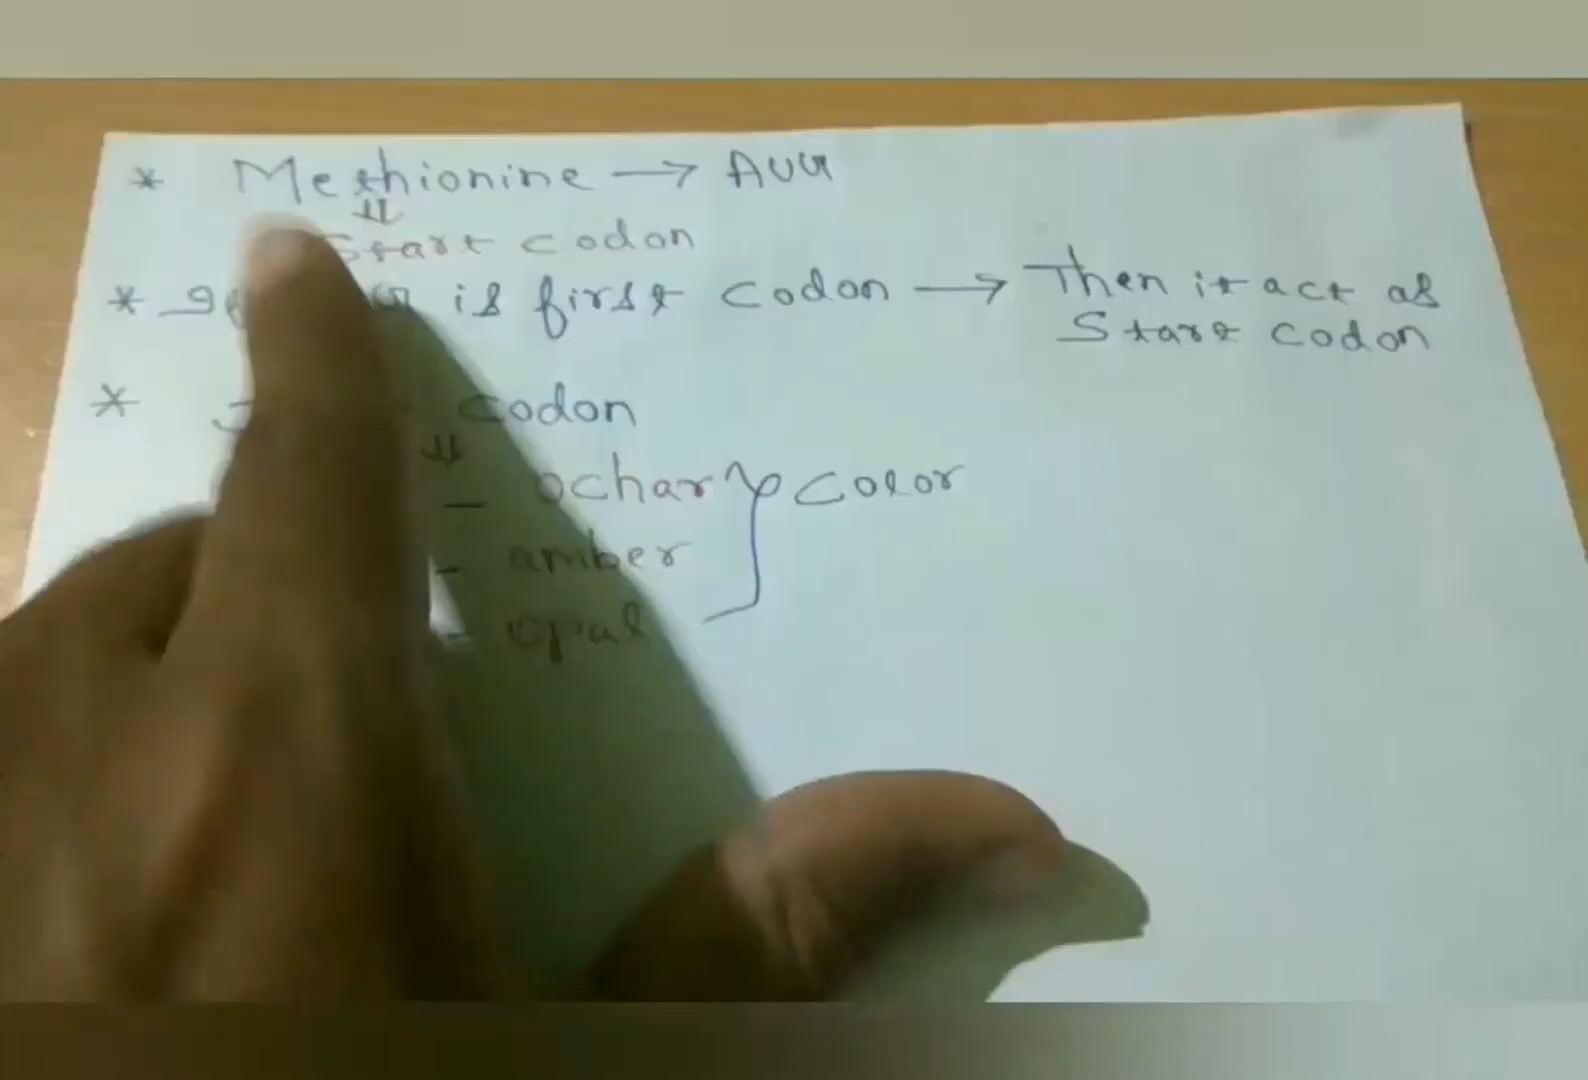 * Methionine → AUG
⇓
Start codon
* is first codon → Then it act as
Start codon
* codon
⇓
- ochar } color
- amber
- opal